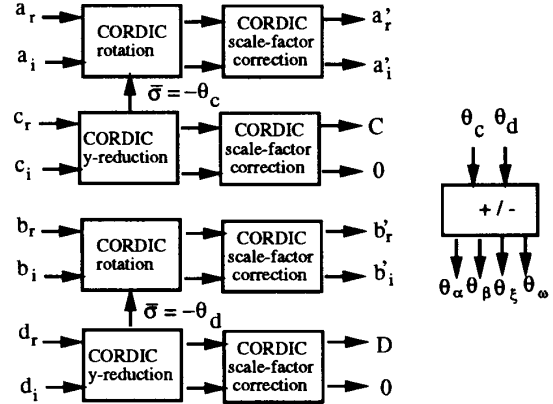 a_r CORDIC rotation CORDIC scale-factor correction a'_r
a_i a'_i
σ̄ = -θ_c
c_r CORDIC y-reduction CORDIC scale-factor correction C
c_i 0
b_r CORDIC rotation CORDIC scale-factor correction b'_r
b_i b'_i
σ̄ = -θ_d
d_r CORDIC y-reduction CORDIC scale-factor correction D
d_i 0
θ_c θ_d
+ / -
θ_α θ_β θ_ξ θ_ω